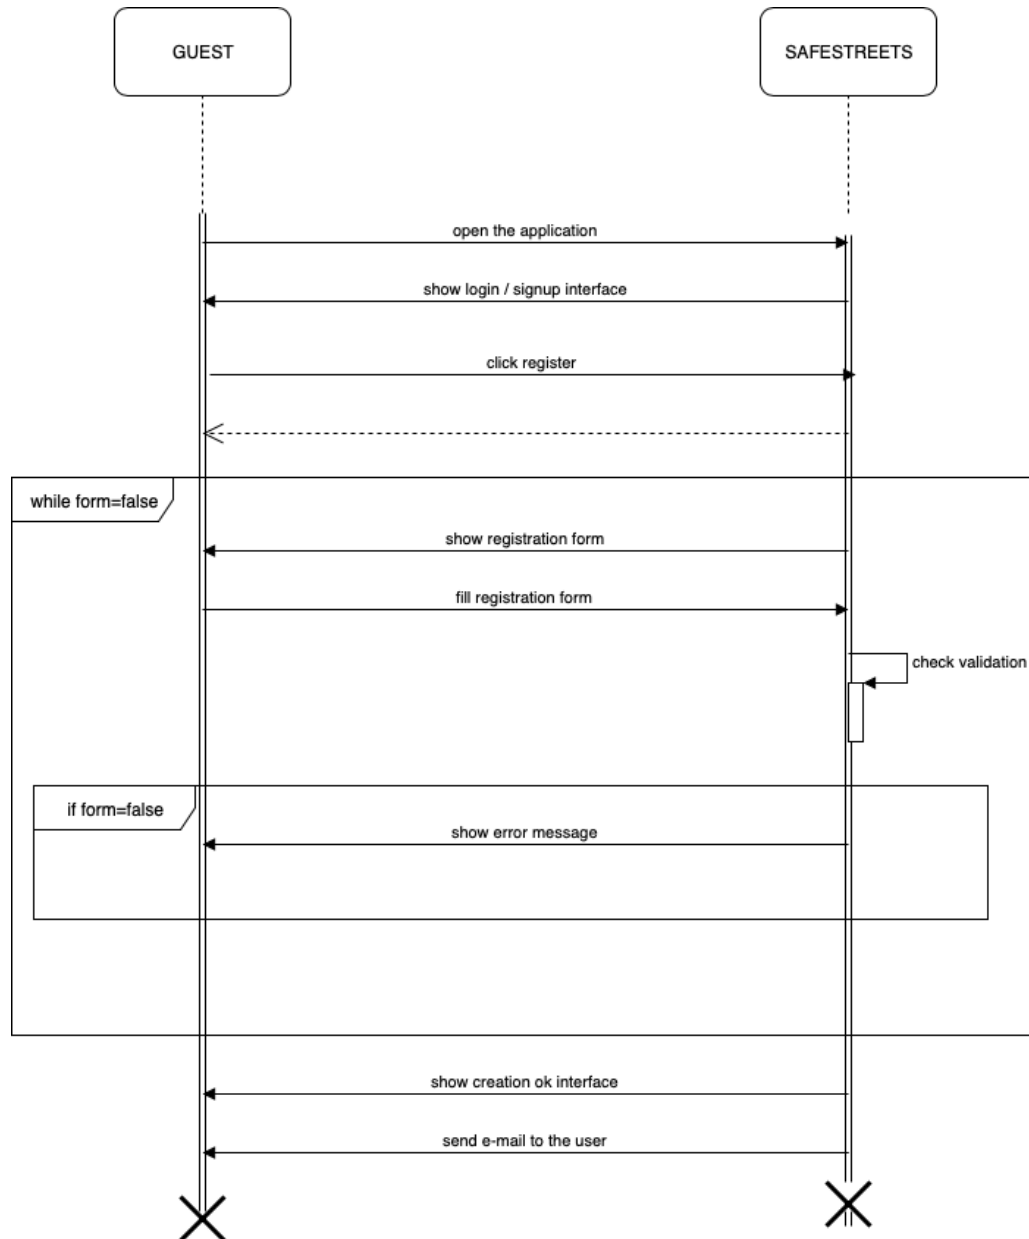 GUEST
SAFESTREETS
open the application
show login / signup interface
click register
while form=false
show registration form
fill registration form
check validation
if form=false
show error message
show creation ok interface
send e-mail to the user